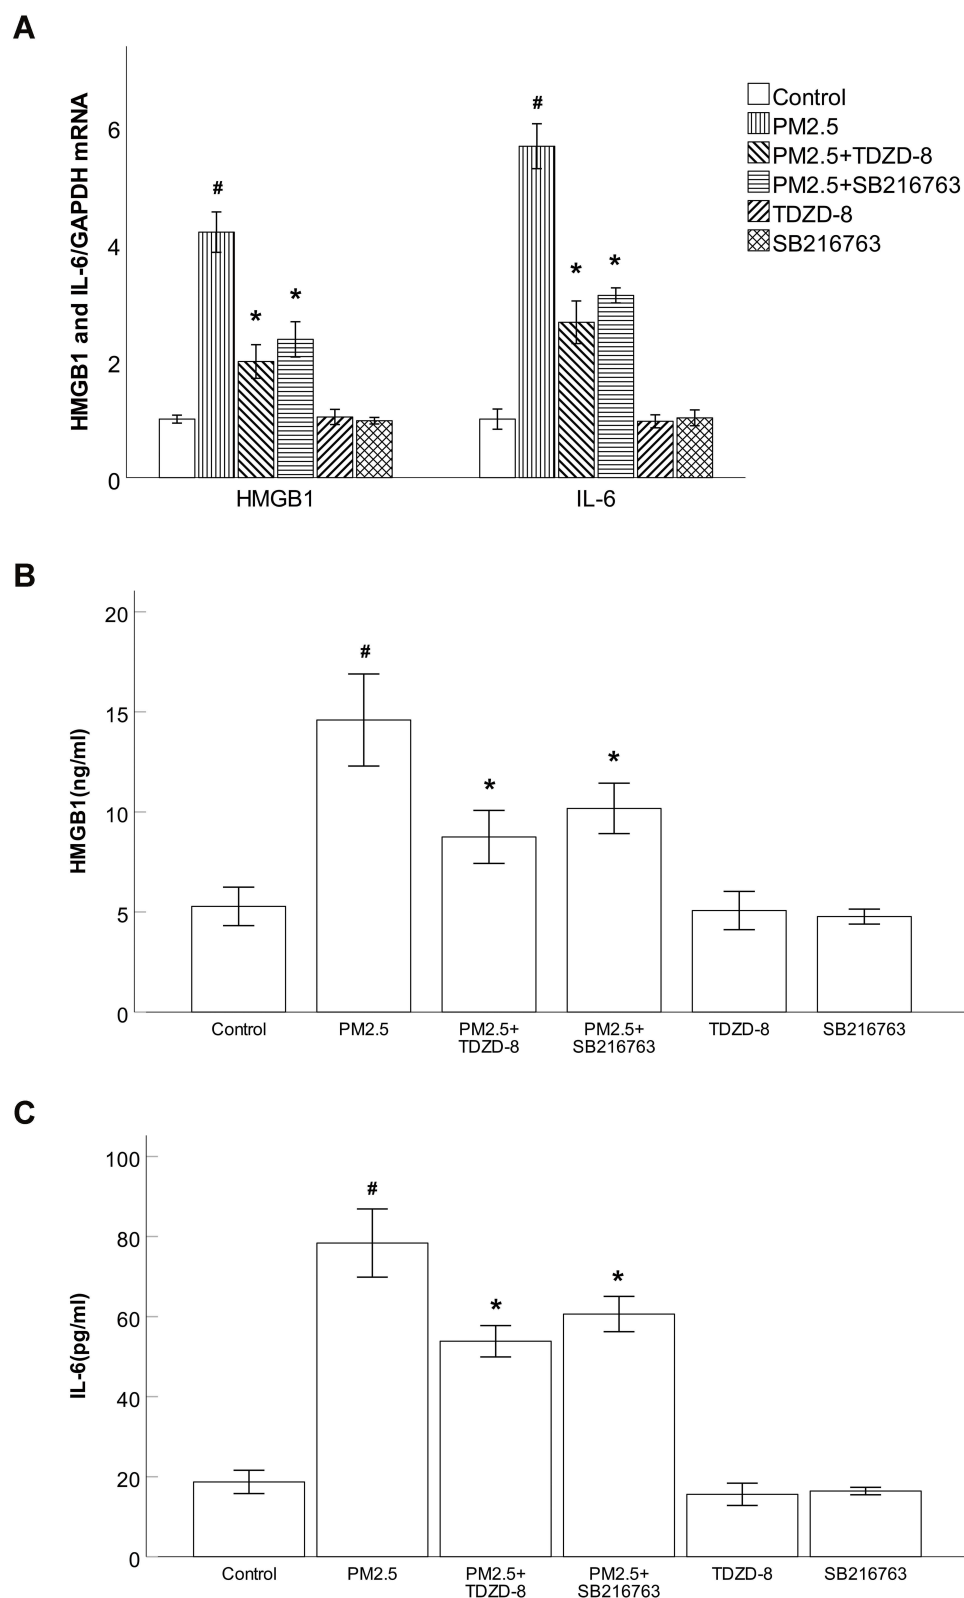 A
HMGB1 and IL-6/GAPDH mRNA
6
4
2
0
#
*
*
#
*
*
HMGB1
IL-6
Control
PM2.5
PM2.5+TDZD-8
PM2.5+SB216763
TDZD-8
SB216763
B
HMGB1(ng/ml)
20
15
10
5
0
#
*
*
Control
PM2.5
PM2.5+
TDZD-8
PM2.5+
SB216763
TDZD-8
SB216763
C
IL-6(pg/ml)
100
80
60
40
20
0
#
*
*
Control
PM2.5
PM2.5+
TDZD-8
PM2.5+
SB216763
TDZD-8
SB216763